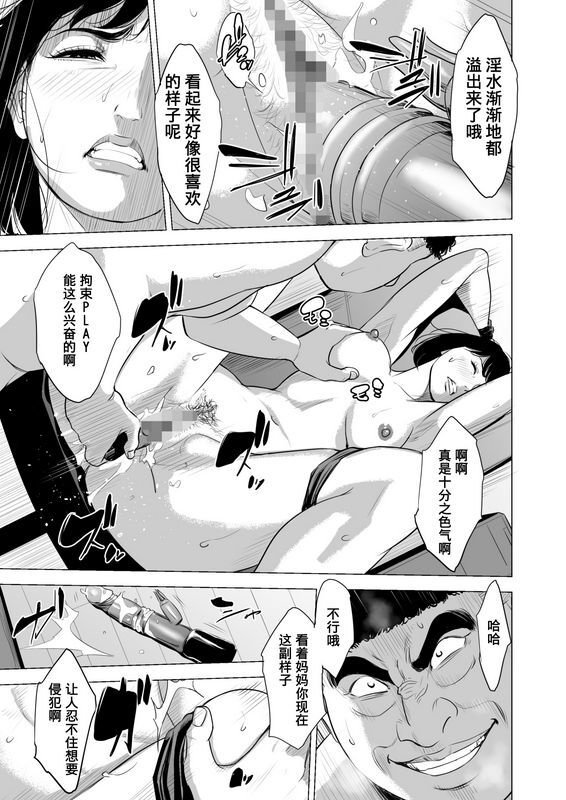 淫水渐渐地都
溢出来了哦
看起来好像很喜欢
的样子呢
拘束PLAY
能这么兴奋的啊
啊啊
真是十分之色气啊
哈哈
不行哦
看着妈妈你现在
这副样子
让人忍不住想要
侵犯啊